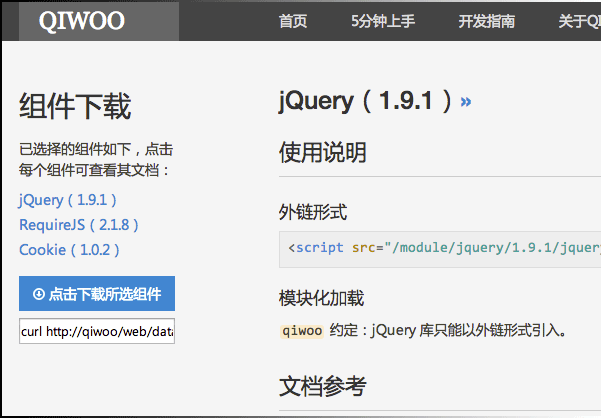 QIWOO
首页 5分钟上手 开发指南 关于QI
组件下载
已选择的组件如下，点击
每个组件可查看其文档：
jQuery（1.9.1）
RequireJS（2.1.8）
Cookie（1.0.2）
点击下载所选组件
curl http://qiwoo/web/data
jQuery（1.9.1）»
使用说明
外链形式
<script src="/module/jquery/1.9.1/jquery
模块化加载
qiwoo 约定：jQuery 库只能以外链形式引入。
文档参考